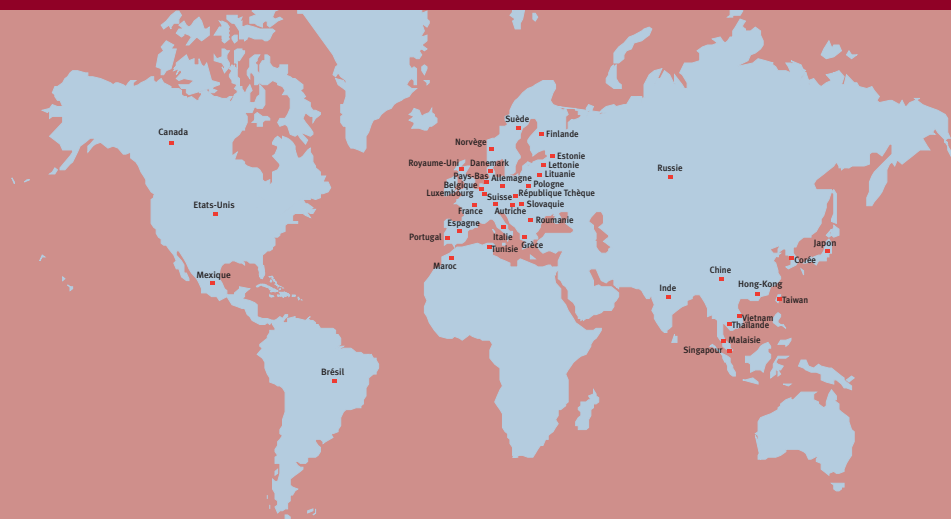 Suède
Canada
Finlande
Norvège
Estonie
Royaume-Uni
Danemark
Lettonie
Russie
Pays-Bas
Allemagne
Lituanie
Belgique
Pologne
Luxembourg
Suisse
République Tchèque
Etats-Unis
France
Autriche
Slovaquie
Espagne
Roumanie
Portugal
Italie
Grèce
Japon
Tunisie
Maroc
Corée
Mexique
Chine
Inde
Hong-Kong
Taiwan
Vietnam
Thaïlande
Malaisie
Singapour
Brésil